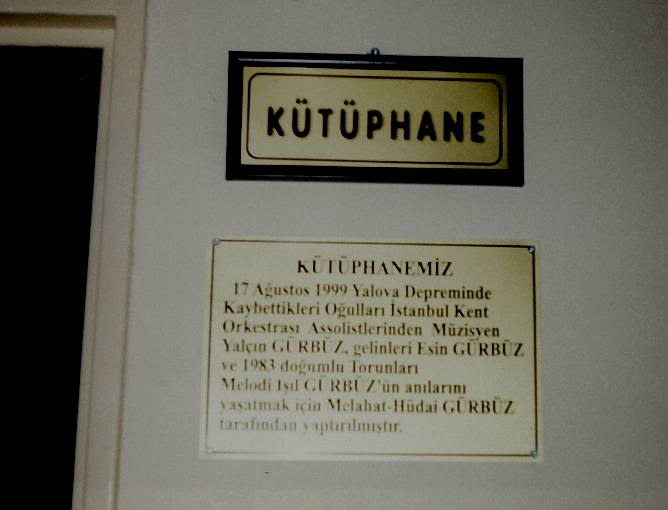 KÜTÜPHANE
KÜTÜPHANEMİZ
17 Ağustos 1999 Yalova Depreminde
Kaybettikleri Oğulları İstanbul Kent
Orkestrası Assolistlerinden Müzisyen
Yalçın GÜRBÜZ, gelinleri Esin GÜRBÜZ
ve 1983 doğumlu Torunları
Melodi Işıl GÜRBÜZ'ün anılarını
yaşatmak için Melahat-Hüdai GÜRBÜZ
tarafından yaptırılmıştır.